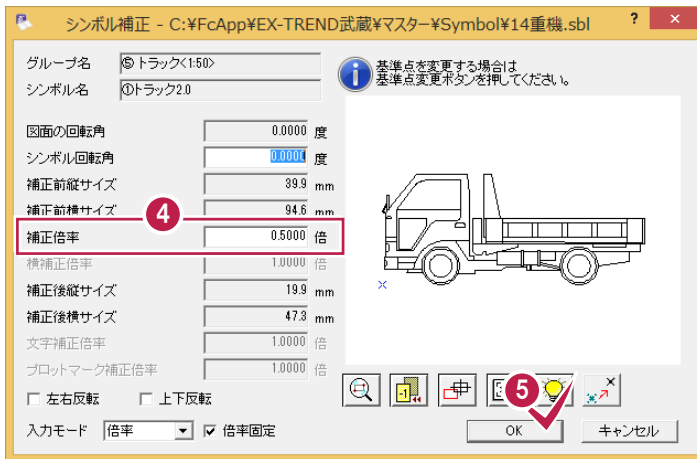 シンボル補正 - C:¥FcApp¥EX-TREND武蔵¥マスター¥Symbol¥14重機.sbl ? ×
グループ名 ⑤ トラック<1:50>
シンボル名 ①トラック2.0
基準点を変更する場合は
基準点変更ボタンを押してください。
図面の回転角 0.0000 度
シンボル回転角 0.0000 度
補正前縦サイズ 39.9 mm
補正前横サイズ 94.6 mm
4
補正倍率 0.5000 倍
横補正倍率 1.0000 倍
補正後縦サイズ 19.9 mm
補正後横サイズ 47.3 mm
文字補正倍率 1.0000 倍
プロットマーク補正倍率 1.0000 倍
左右反転 上下反転
-1
5
入力モード 倍率 倍率固定
OK キャンセル